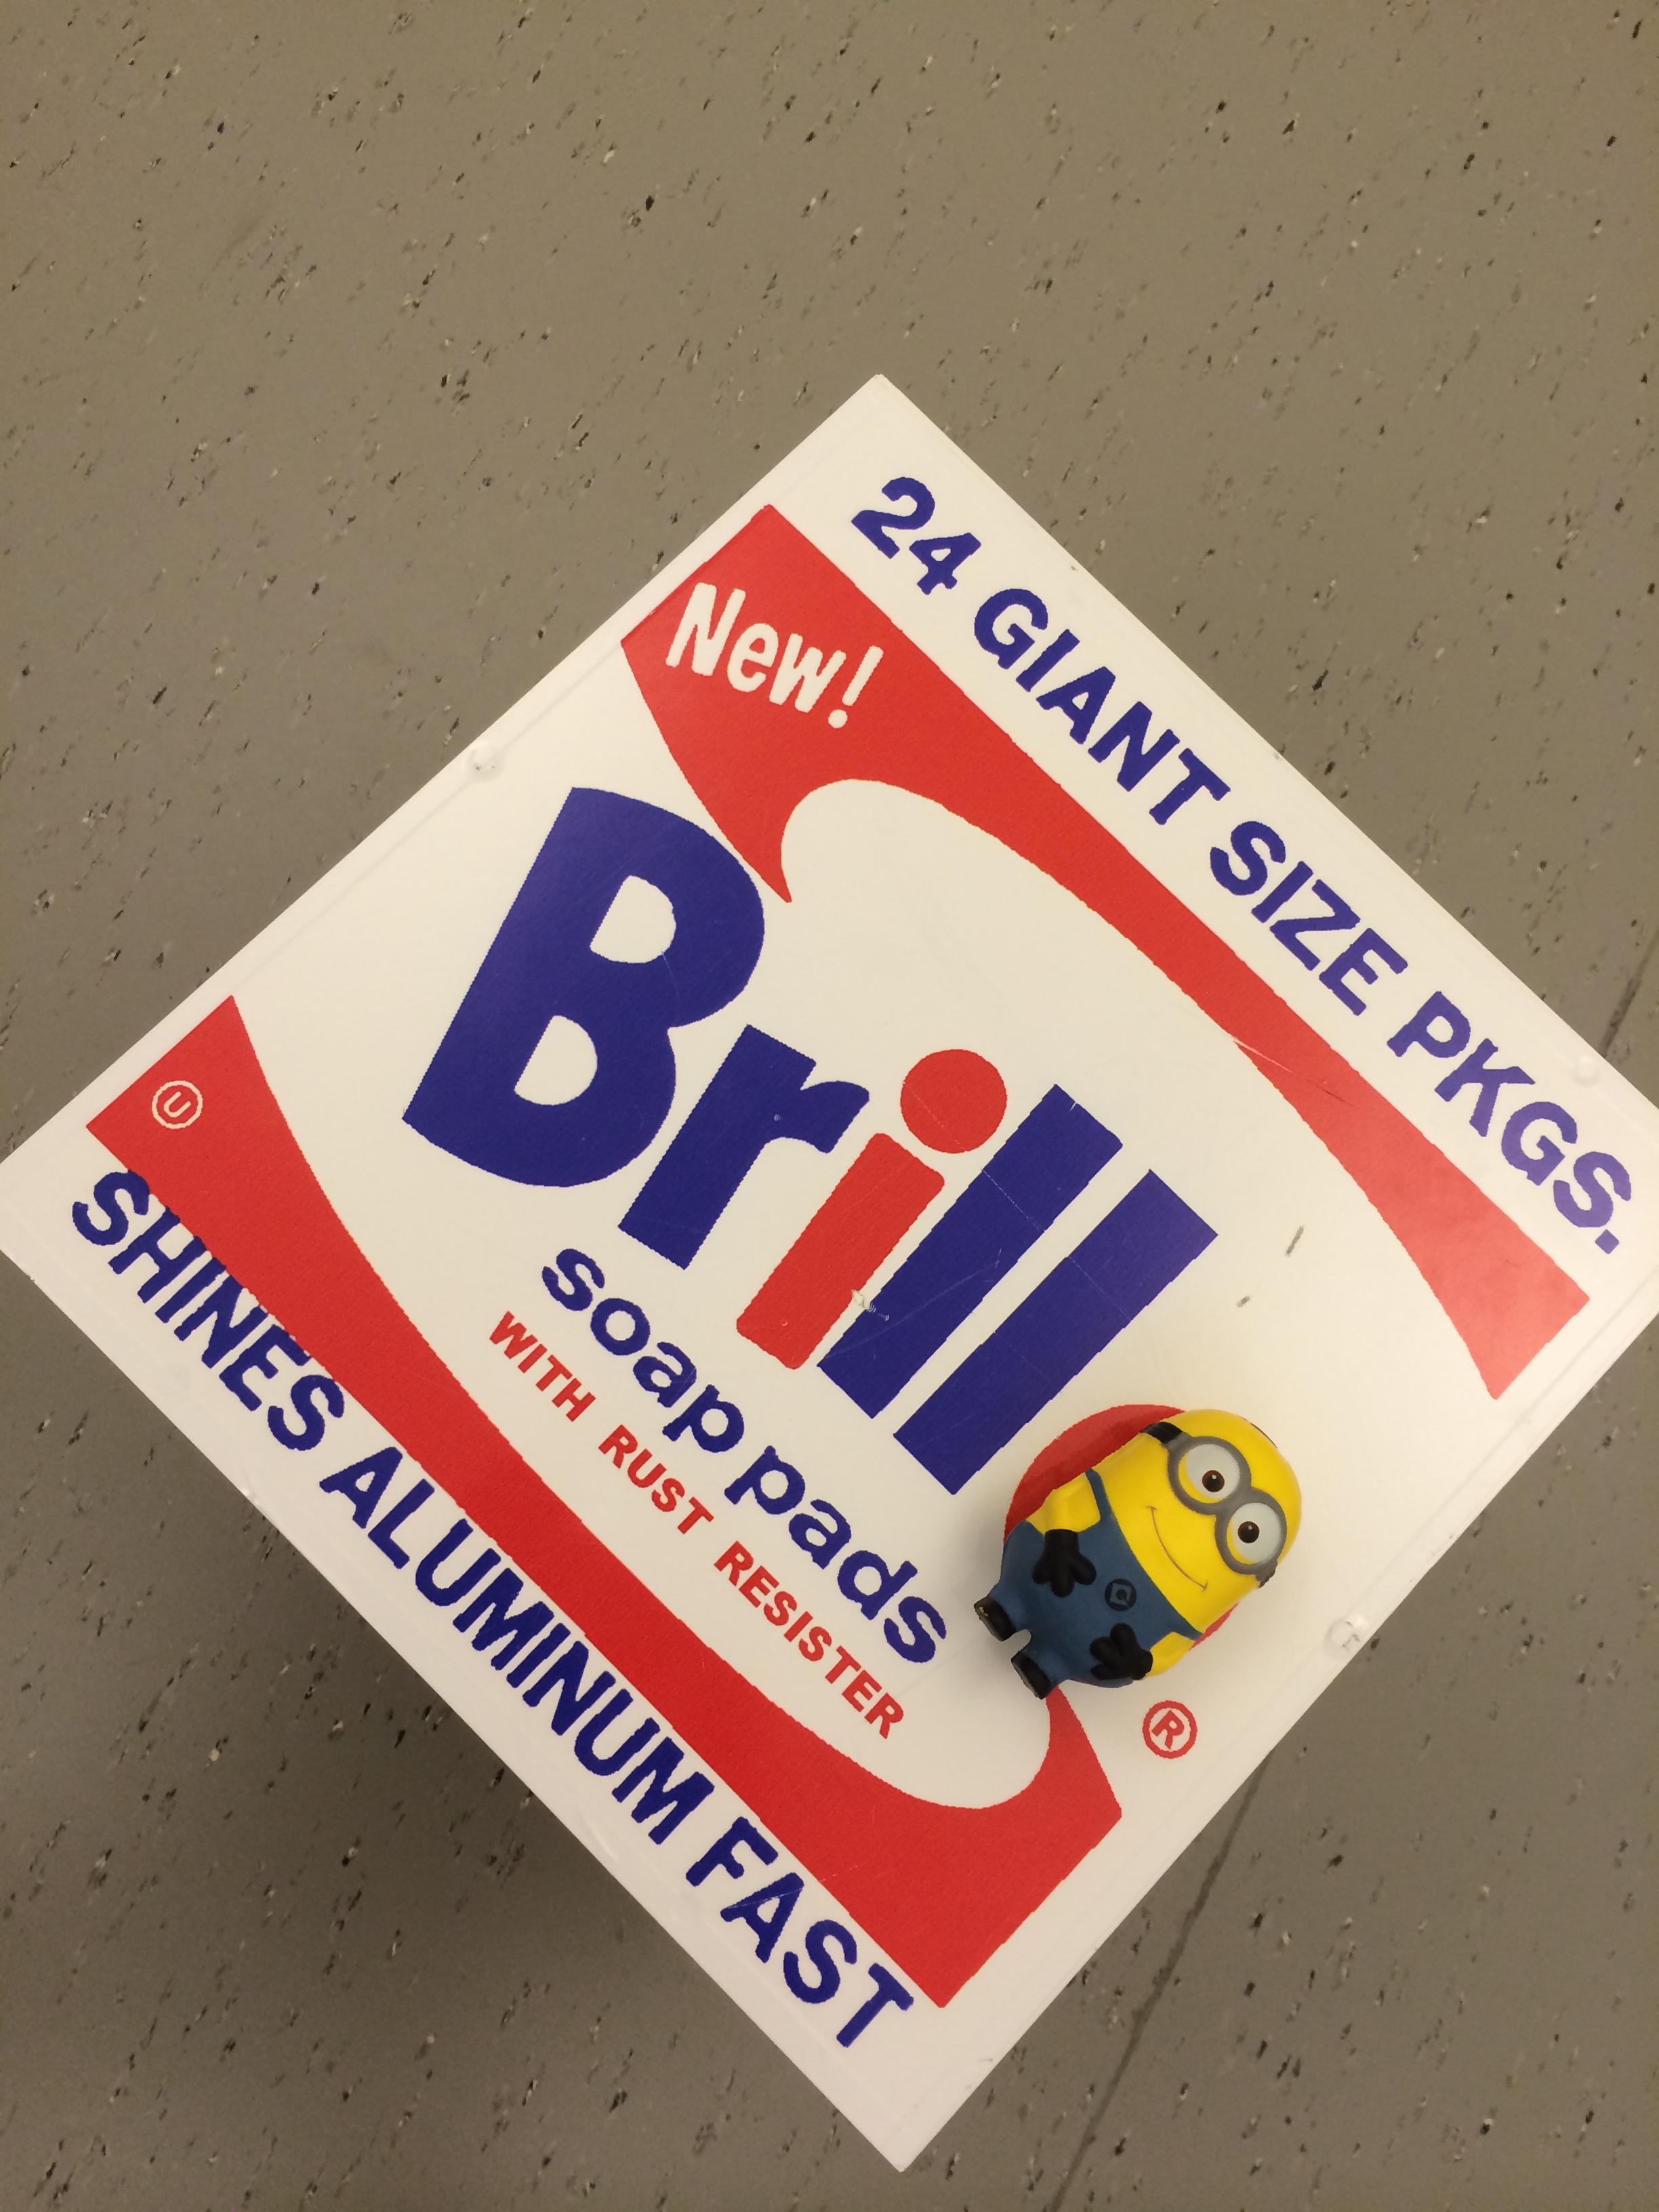 24 GIANT SIZE PKGS.
New!
Brill
soap pads
WITH RUST RESISTER
®
Ⓤ
SHINES ALUMINUM FAST